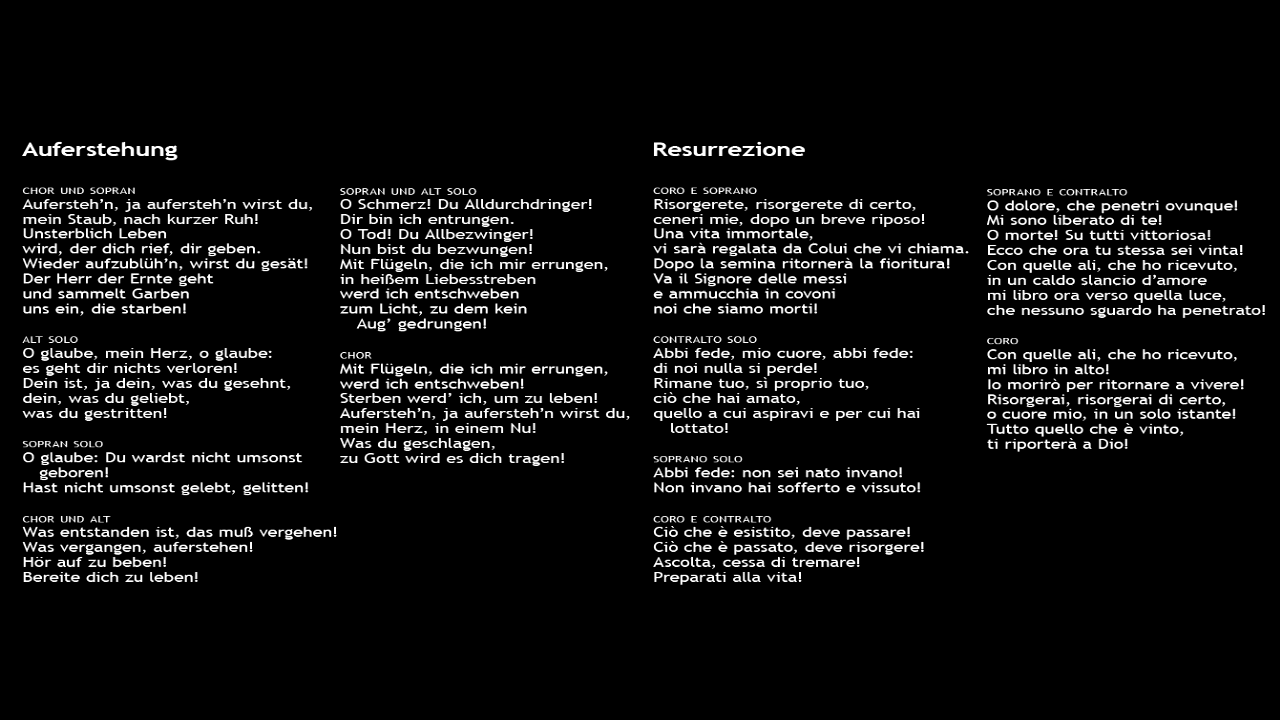 Auferstehung
CHOR UND SOPRAN
Aufersteh’n, ja aufersteh’n wirst du,
mein Staub, nach kurzer Ruh!
Unsterblich Leben
wird, der dich rief, dir geben.
Wieder aufzublüh’n, wirst du gesät!
Der Herr der Ernte geht
und sammelt Garben
uns ein, die starben!
ALT SOLO
O glaube, mein Herz, o glaube:
es geht dir nichts verloren!
Dein ist, ja dein, was du gesehnt,
dein, was du geliebt,
was du gestritten!
SOPRAN SOLO
O glaube: Du wardst nicht umsonst
geboren!
Hast nicht umsonst gelebt, gelitten!
CHOR UND ALT
Was entstanden ist, das muß vergehen!
Was vergangen, auferstehen!
Hör auf zu beben!
Bereite dich zu leben!
SOPRAN UND ALT SOLO
O Schmerz! Du Alldurchdringer!
Dir bin ich entrungen.
O Tod! Du Allbezwinger!
Nun bist du bezwungen!
Mit Flügeln, die ich mir errungen,
in heißem Liebesstreben
werd ich entschweben
zum Licht, zu dem kein
Aug’ gedrungen!
CHOR
Mit Flügeln, die ich mir errungen,
werd ich entschweben!
Sterben werd’ ich, um zu leben!
Aufersteh’n, ja aufersteh’n wirst du,
mein Herz, in einem Nu!
Was du geschlagen,
zu Gott wird es dich tragen!
Resurrezione
CORO E SOPRANO
Risorgerete, risorgerete di certo,
ceneri mie, dopo un breve riposo!
Una vita immortale,
vi sarà regalata da Colui che vi chiama.
Dopo la semina ritornerà la fioritura!
Va il Signore delle messi
e ammucchia in covoni
noi che siamo morti!
CONTRALTO SOLO
Abbi fede, mio cuore, abbi fede:
di noi nulla si perde!
Rimane tuo, sì proprio tuo,
ciò che hai amato,
quello a cui aspiravi e per cui hai
lottato!
SOPRANO SOLO
Abbi fede: non sei nato invano!
Non invano hai sofferto e vissuto!
CORO E CONTRALTO
Ciò che è esistito, deve passare!
Ciò che è passato, deve risorgere!
Ascolta, cessa di tremare!
Preparati alla vita!
SOPRANO E CONTRALTO
O dolore, che penetri ovunque!
Mi sono liberato di te!
O morte! Su tutti vittoriosa!
Ecco che ora tu stessa sei vinta!
Con quelle ali, che ho ricevuto,
in un caldo slancio d’amore
mi libro ora verso quella luce,
che nessuno sguardo ha penetrato!
CORO
Con quelle ali, che ho ricevuto,
mi libro in alto!
Io morirò per ritornare a vivere!
Risorgerai, risorgerai di certo,
o cuore mio, in un solo istante!
Tutto quello che è vinto,
ti riporterà a Dio!